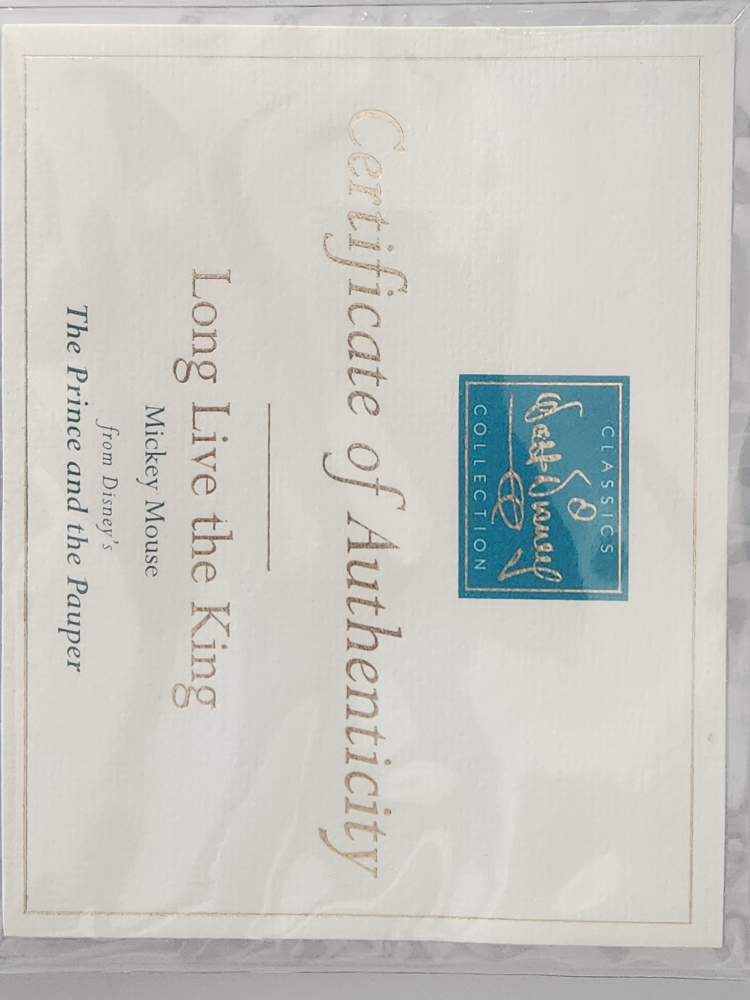 CLASSICS
Walt Disney
COLLECTION
Certificate of Authenticity
Long Live the King
Mickey Mouse
from Disney's
The Prince and the Pauper